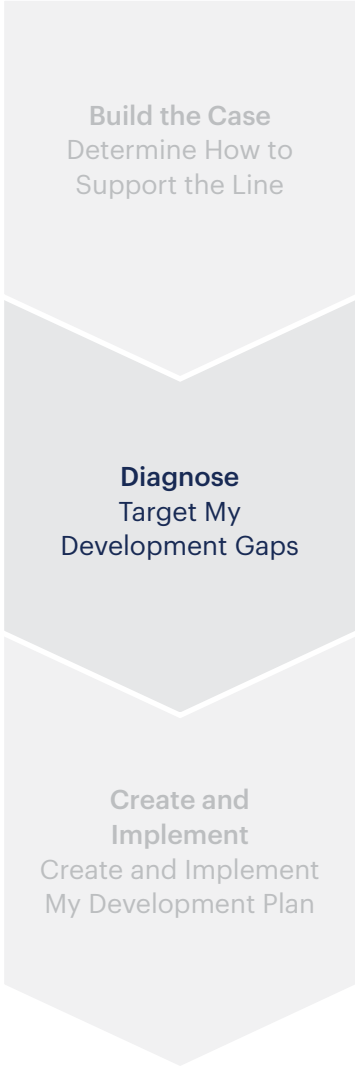 Build the Case
Determine How to
Support the Line
Diagnose
Target My
Development Gaps
Create and
Implement
Create and Implement
My Development Plan